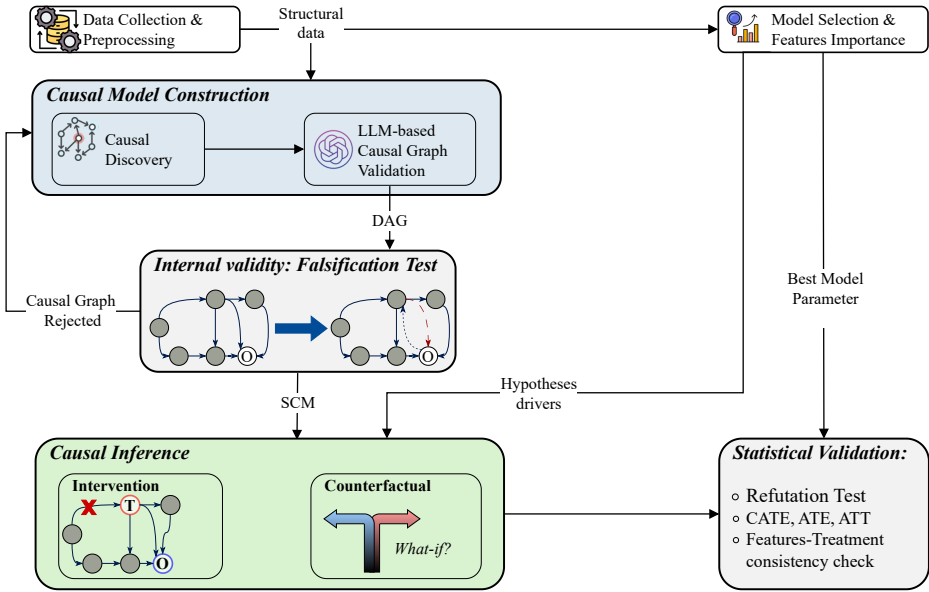 Data Collection &
Preprocessing
Structural
data
Model Selection &
Features Importance
Causal Model Construction
Causal
Discovery
LLM-based
Causal Graph
Validation
DAG
Internal validity: Falsification Test
O
O
Causal Graph
Rejected
Best Model
Parameter
SCM
Hypotheses
drivers
Causal Inference
Intervention
X
T
O
Counterfactual
What-if?
Statistical Validation:
Refutation Test
CATE, ATE, ATT
Features-Treatment
consistency check